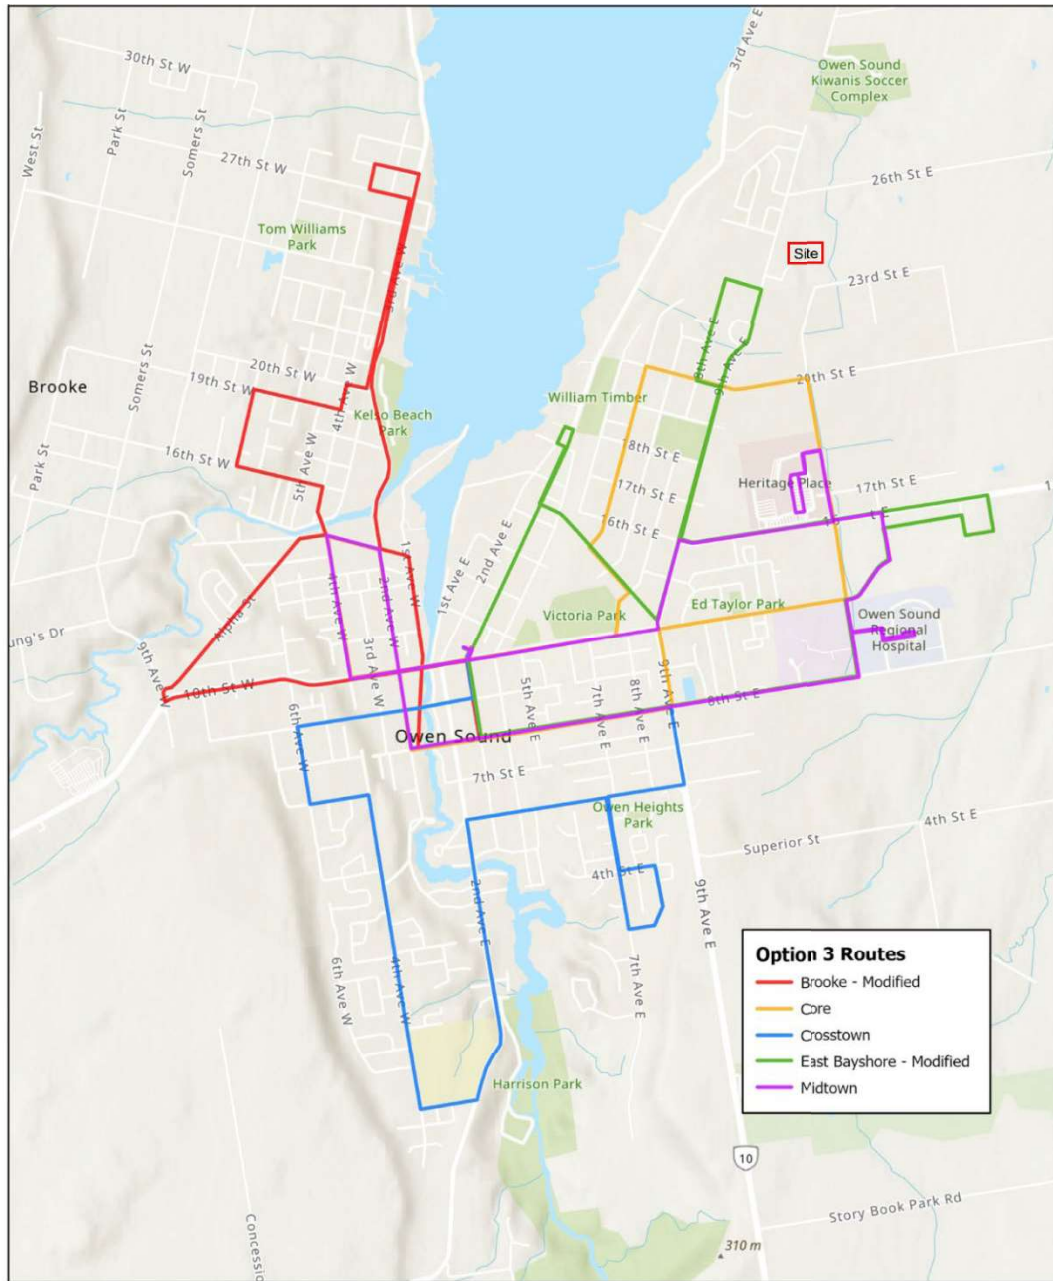 3rd Ave E
30th St W
Owen Sound
Kiwanis Soccer
Complex
Park St
Somers St
West St
27th St W
26th St E
Tom Williams
Park
Site
23rd St E
3rd Ave W
8th Ave E
9th Ave E
20th St W
20th St E
Brooke
19th St W
Somers St
4th Ave W
William Timber
Kelso Beach
Park
18th St E
16th St W
5th Ave W
Park St
Heritage Place
17th St E
17th St E
16th St E
2nd Ave E
1st Ave W
1st Ave E
4th Ave W
2nd Ave W
Victoria Park
Ed Taylor Park
Owen Sound
Regional
Hospital
Alpha St
ung's Dr
9th Ave W
3rd Ave W
10th St W
9th Ave E
8th St E
5th Ave E
7th Ave E
8th Ave E
6th Ave W
Owen Sound
7th St E
Owen Heights
Park
4th St E
Superior St
4th St E
2nd Ave E
9th Ave E
6th Ave W
4th Ave W
7th Ave E
Option 3 Routes
Brooke - Modified
Core
Crosstown
East Bayshore - Modified
Midtown
Harrison Park
10
Story Book Park Rd
Concessio
310 m